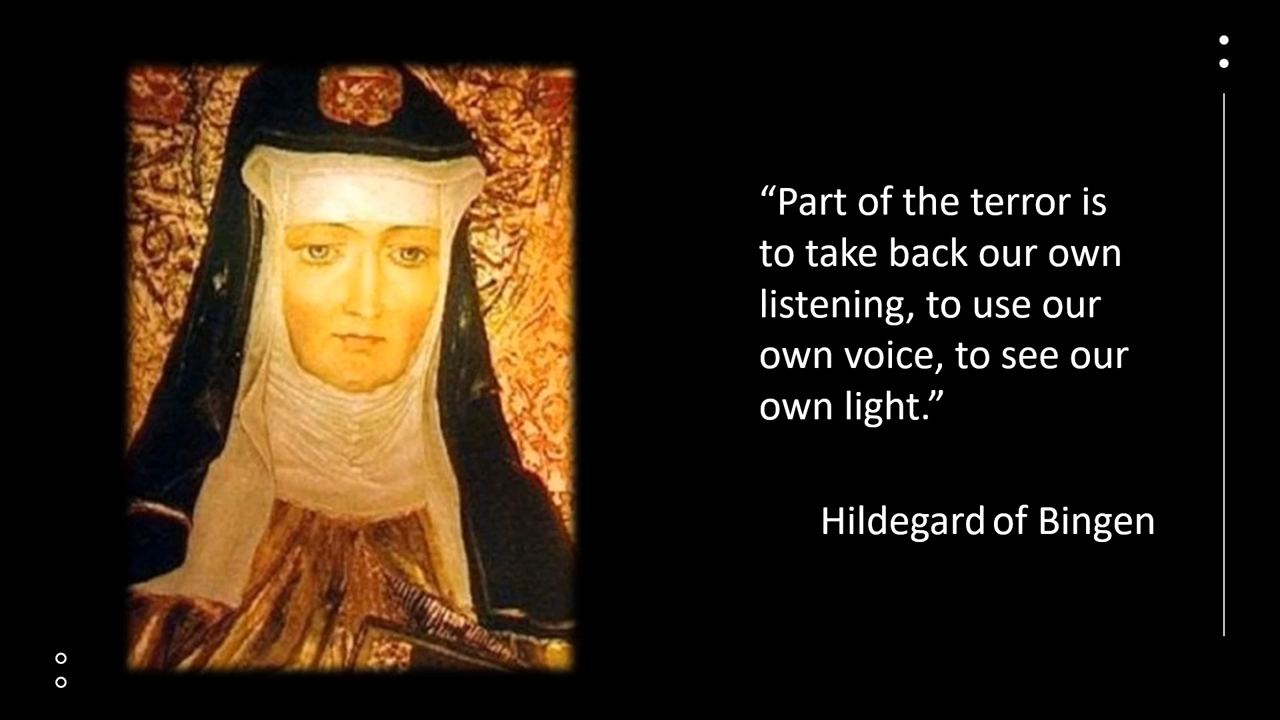 “Part of the terror is
to take back our own
listening, to use our
own voice, to see our
own light.”
Hildegard of Bingen